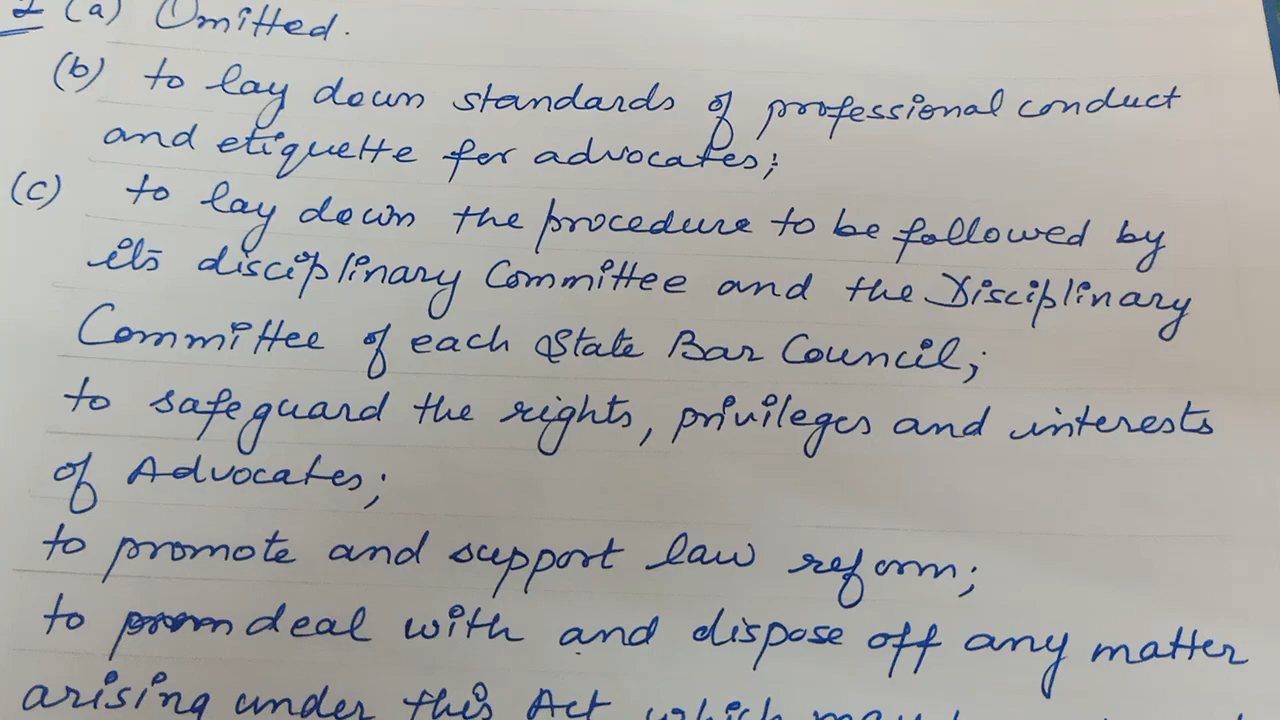 (a) Omitted.
(b) to lay down standards of professional conduct
and etiquette for advocates;
(c) to lay down the procedure to be followed by
its disciplinary Committee and the Disciplinary
Committee of each State Bar Council;
to safeguard the rights, privileges and interests
of Advocates;
to promote and support law reform;
to deal with and dispose off any matter
arising under this Act which may